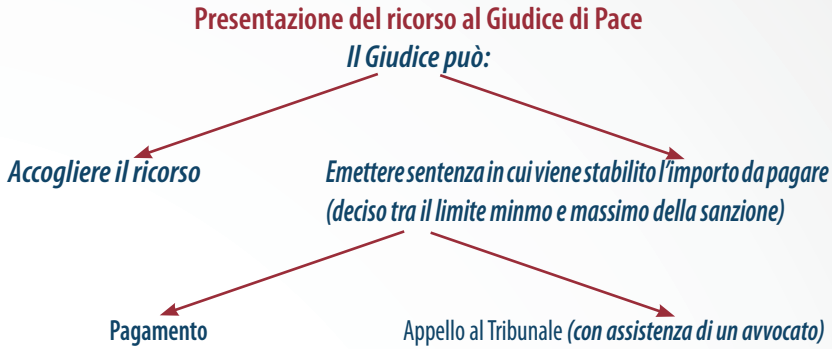 Presentazione del ricorso al Giudice di Pace
Il Giudice può:
Accogliere il ricorso
Emettere sentenza in cui viene stabilito l'importo da pagare
(deciso tra il limite minmo e massimo della sanzione)
Pagamento
Appello al Tribunale (con assistenza di un avvocato)